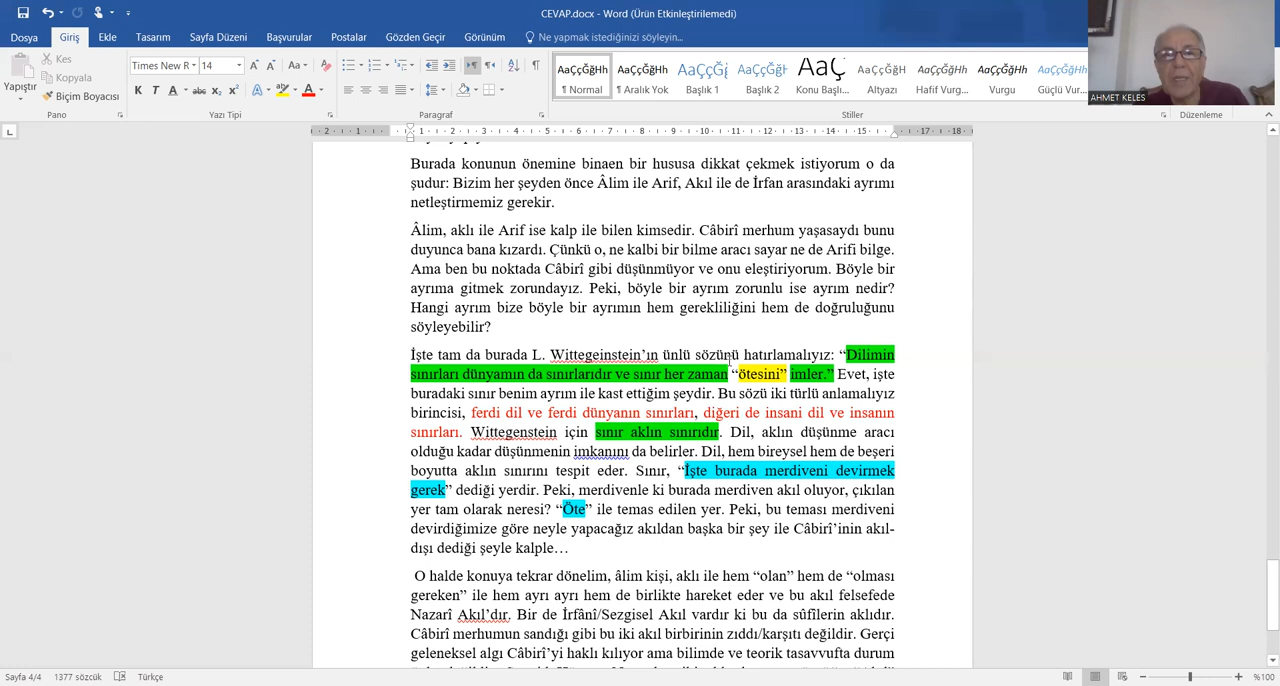 CEVAP.docx - Word (Ürün Etkinleştirilemedi)
Dosya Giriş Ekle Tasarım Sayfa Düzeni Başvurular Postalar Gözden Geçir Görünüm Ne yapmak istediğinizi söyleyin...
Yapıştır
Kes
Kopyala
Biçim Boyacısı
Pano
Times New R 14
Yazı Tipi
Paragraf
AaÇçĞğHh AaÇçĞğHh AaÇçĞğ AaÇçĞğH AaÇ AaÇçĞğH AaÇçĞğHh AaÇçĞğHh AaÇçĞğHh
¶ Normal ¶ Aralık Yok Başlık 1 Başlık 2 Konu Başlı... Altyazı Hafif Vurg... Vurgu Güçlü Vur...
Stiller
Düzenleme
AHMET KELEŞ
Burada konunun önemine binaen bir hususa dikkat çekmek istiyorum o da
şudur: Bizim her şeyden önce Âlim ile Arif, Akıl ile de İrfan arasındaki ayrımı
netleştirmemiz gerekir.
Âlim, aklı ile Arif ise kalp ile bilen kimsedir. Câbirî merhum yaşasaydı bunu
duyunca bana kızardı. Çünkü o, ne kalbi bir bilme aracı sayar ne de Arifi bilge.
Ama ben bu noktada Câbirî gibi düşünmüyor ve onu eleştiriyorum. Böyle bir
ayrıma gitmek zorundayız. Peki, böyle bir ayrım zorunlu ise ayrım nedir?
Hangi ayrım bize böyle bir ayrımın hem gerekliliğini hem de doğruluğunu
söyleyebilir?
İşte tam da burada L. Wittegeinstein’ın ünlü sözünü hatırlamalıyız: “Dilimin
sınırları dünyamın da sınırlarıdır ve sınır her zaman “ötesini” imler.” Evet, işte
buradaki sınır benim ayrım ile kast ettiğim şeydir. Bu sözü iki türlü anlamalıyız
birincisi, ferdi dil ve ferdi dünyanın sınırları, diğeri de insani dil ve insanın
sınırları. Wittegenstein için sınır aklın sınırıdır. Dil, aklın düşünme aracı
olduğu kadar düşünmenin imkanını da belirler. Dil, hem bireysel hem de beşeri
boyutta aklın sınırını tespit eder. Sınır, “İşte burada merdiveni devirmek
gerek” dediği yerdir. Peki, merdivenle ki burada merdiven akıl oluyor, çıkılan
yer tam olarak neresi? “Öte” ile temas edilen yer. Peki, bu teması merdiveni
devirdiğimize göre neyle yapacağız akıldan başka bir şey ile Câbirî’inin akıl-
dışı dediği şeyle kalple…
O halde konuya tekrar dönelim, âlim kişi, aklı ile hem “olan” hem de “olması
gereken” ile hem ayrı ayrı hem de birlikte hareket eder ve bu akıl felsefede
Nazarî Akıl’dır. Bir de İrfânî/Sezgisel Akıl vardır ki bu da sûfîlerin aklıdır.
Câbirî merhumun sandığı gibi bu iki akıl birbirinin zıddı/karşıtı değildir. Gerçi
geleneksel algı Câbirî’yi haklı kılıyor ama bilimde ve teorik tasavvufta durum
Sayfa 4/4 1377 sözcük Türkçe %100